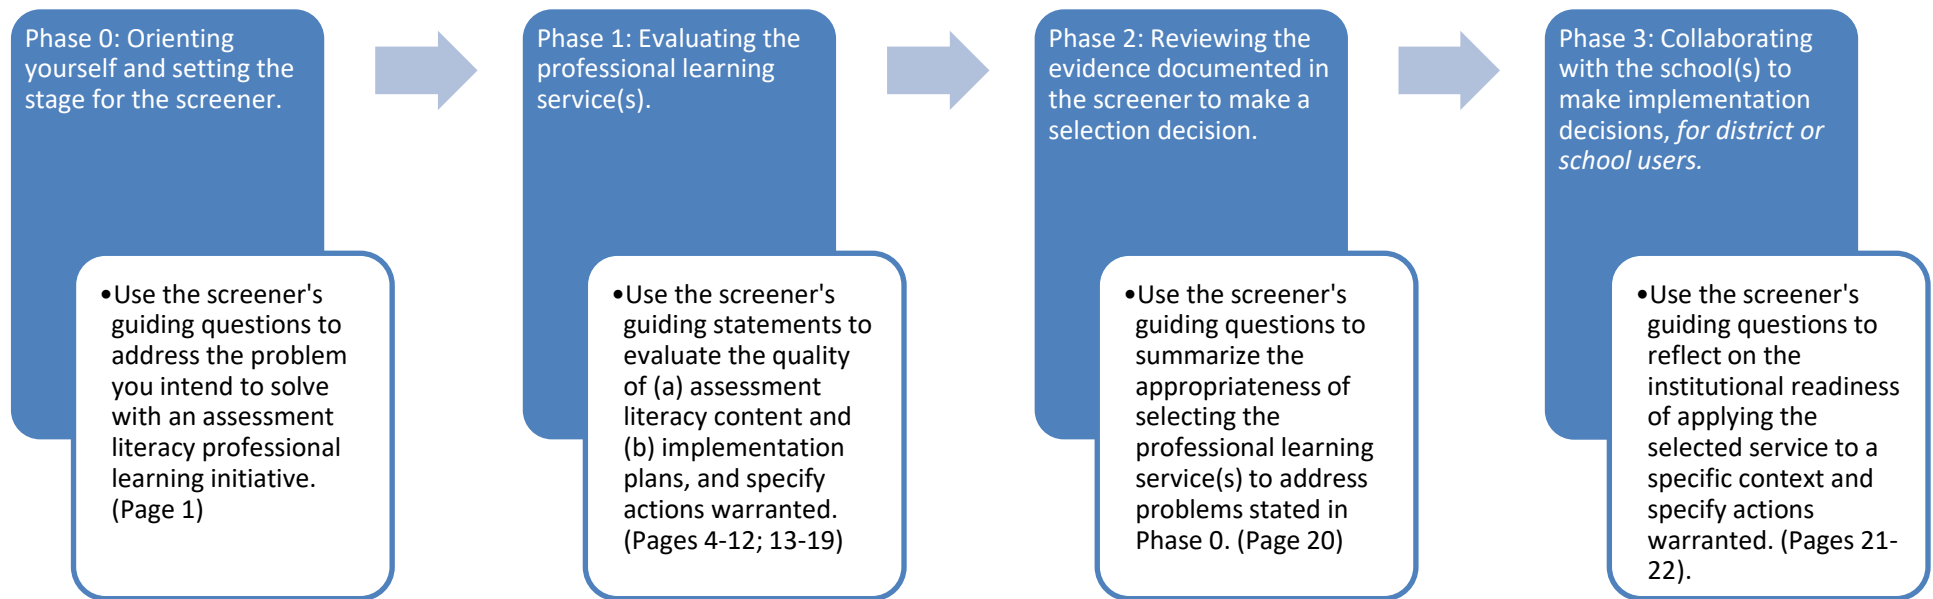 Phase 0: Orienting
yourself and setting the
stage for the screener.
•Use the screener's
guiding questions to
address the problem
you intend to solve
with an assessment
literacy professional
learning initiative.
(Page 1)
Phase 1: Evaluating the
professional learning
service(s).
•Use the screener's
guiding statements to
evaluate the quality
of (a) assessment
literacy content and
(b) implementation
plans, and specify
actions warranted.
(Pages 4-12; 13-19)
Phase 2: Reviewing the
evidence documented in
the screener to make a
selection decision.
•Use the screener's
guiding questions to
summarize the
appropriateness of
selecting the
professional learning
service(s) to address
problems stated in
Phase 0. (Page 20)
Phase 3: Collaborating
with the school(s) to
make implementation
decisions, for district or
school users.
•Use the screener's
guiding questions to
reflect on the
institutional readiness
of applying the
selected service to a
specific context and
specify actions
warranted. (Pages 21-
22).